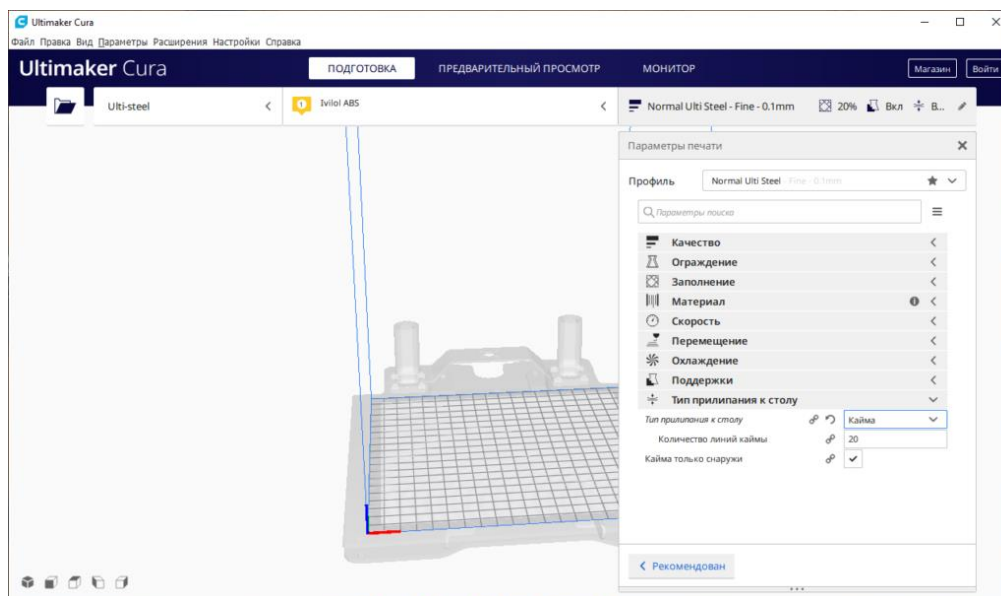 Ultimaker Cura
Файл Правка Вид Параметры Расширения Настройки Справка
Ultimaker Cura ПОДГОТОВКА ПРЕДВАРИТЕЛЬНЫЙ ПРОСМОТР МОНИТОР Магазин Войти
Ulti-steel 1 Ivilol ABS Normal Ulti Steel - Fine - 0.1mm 20% Вкл В...
Параметры печати
Профиль Normal Ulti Steel - Fine - 0.1mm
Параметры поиска
Качество
Ограждение
Заполнение
Материал
Скорость
Перемещение
Охлаждение
Поддержки
Тип прилипания к столу
Тип прилипания к столу Кайма
Количество линий каймы 20
Кайма только снаружи
Рекомендован